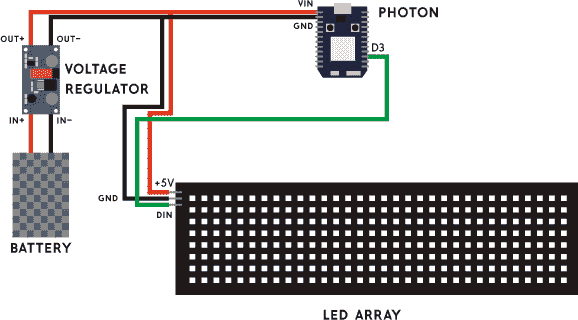 VIN
PHOTON
GND
OUT+
OUT−
D3
VOLTAGE
REGULATOR
IN+
IN−
+5V
GND
DIN
BATTERY
LED ARRAY